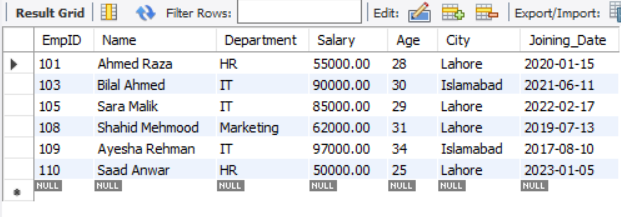 Result Grid Filter Rows: Edit: Export/Import:
EmpID Name Department Salary Age City Joining_Date
101 Ahmed Raza HR 55000.00 28 Lahore 2020-01-15
103 Bilal Ahmed IT 90000.00 30 Islamabad 2021-06-11
105 Sara Malik IT 85000.00 29 Lahore 2022-02-17
108 Shahid Mehmood Marketing 62000.00 31 Lahore 2019-07-13
109 Ayesha Rehman IT 97000.00 34 Islamabad 2017-08-10
110 Saad Anwar HR 50000.00 25 Lahore 2023-01-05
NULL NULL NULL NULL NULL NULL NULL